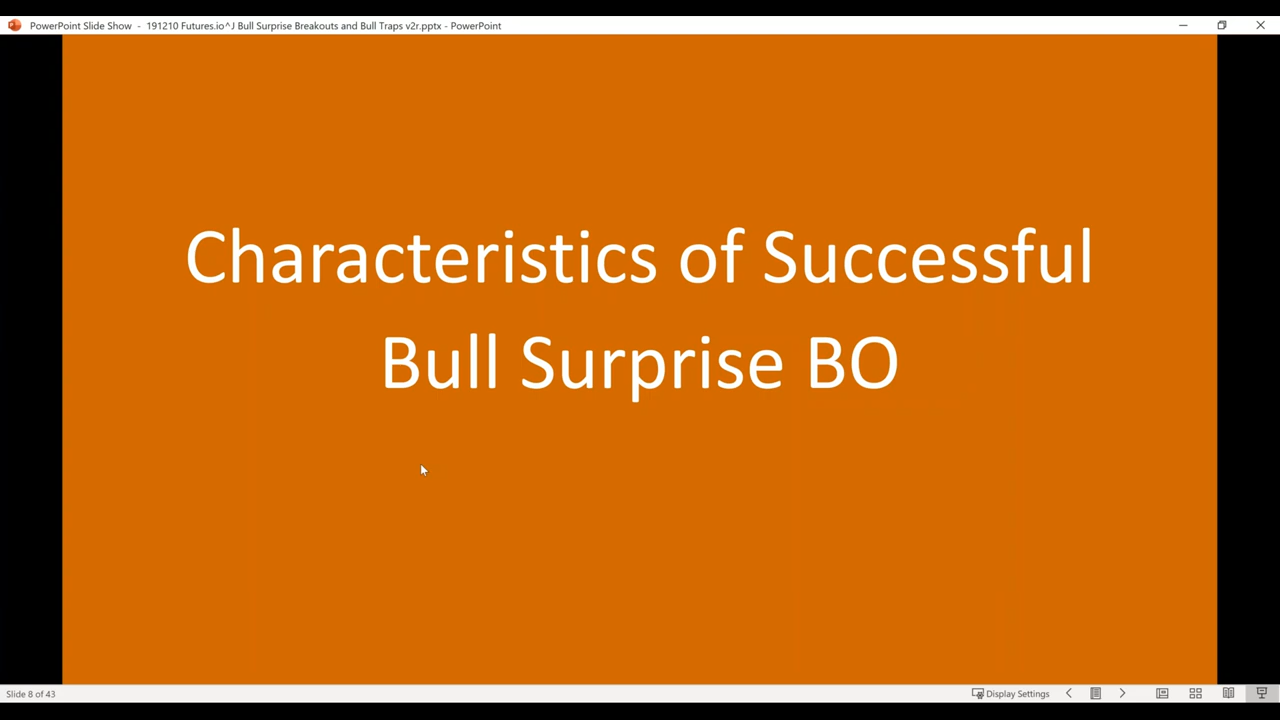 PowerPoint Slide Show - 191210 Futures.io^J Bull Surprise Breakouts and Bull Traps v2r.pptx - PowerPoint
Characteristics of Successful
Bull Surprise BO
Slide 8 of 43
Display Settings